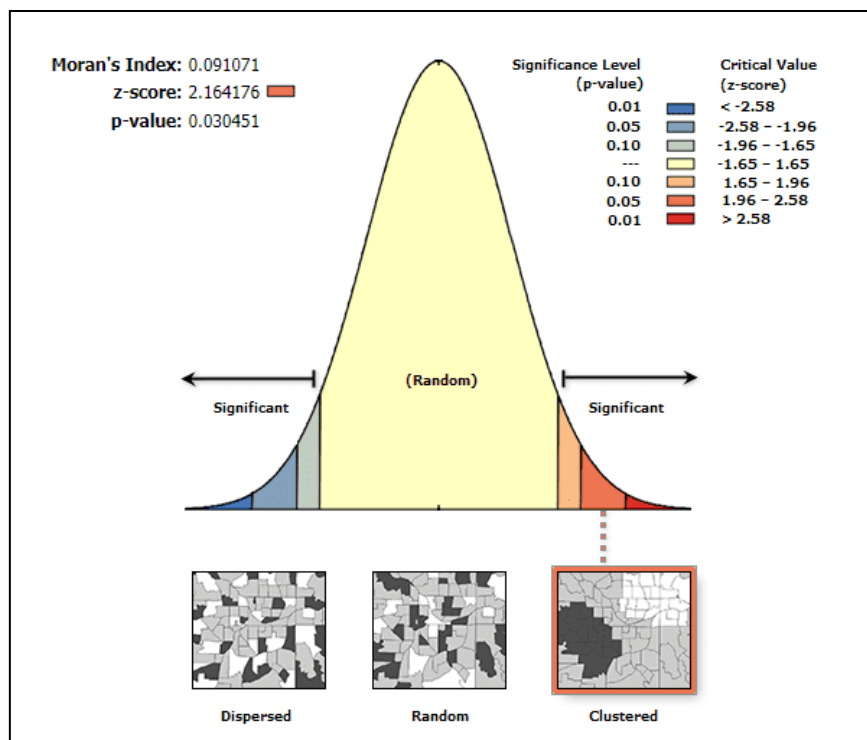 Moran's Index: 0.091071
z-score: 2.164176
p-value: 0.030451
Significance Level
(p-value)
Critical Value
(z-score)
0.01 < -2.58
0.05 -2.58 – -1.96
0.10 -1.96 – -1.65
--- -1.65 – 1.65
0.10 1.65 – 1.96
0.05 1.96 – 2.58
0.01 > 2.58
(Random)
Significant
Significant
Dispersed
Random
Clustered